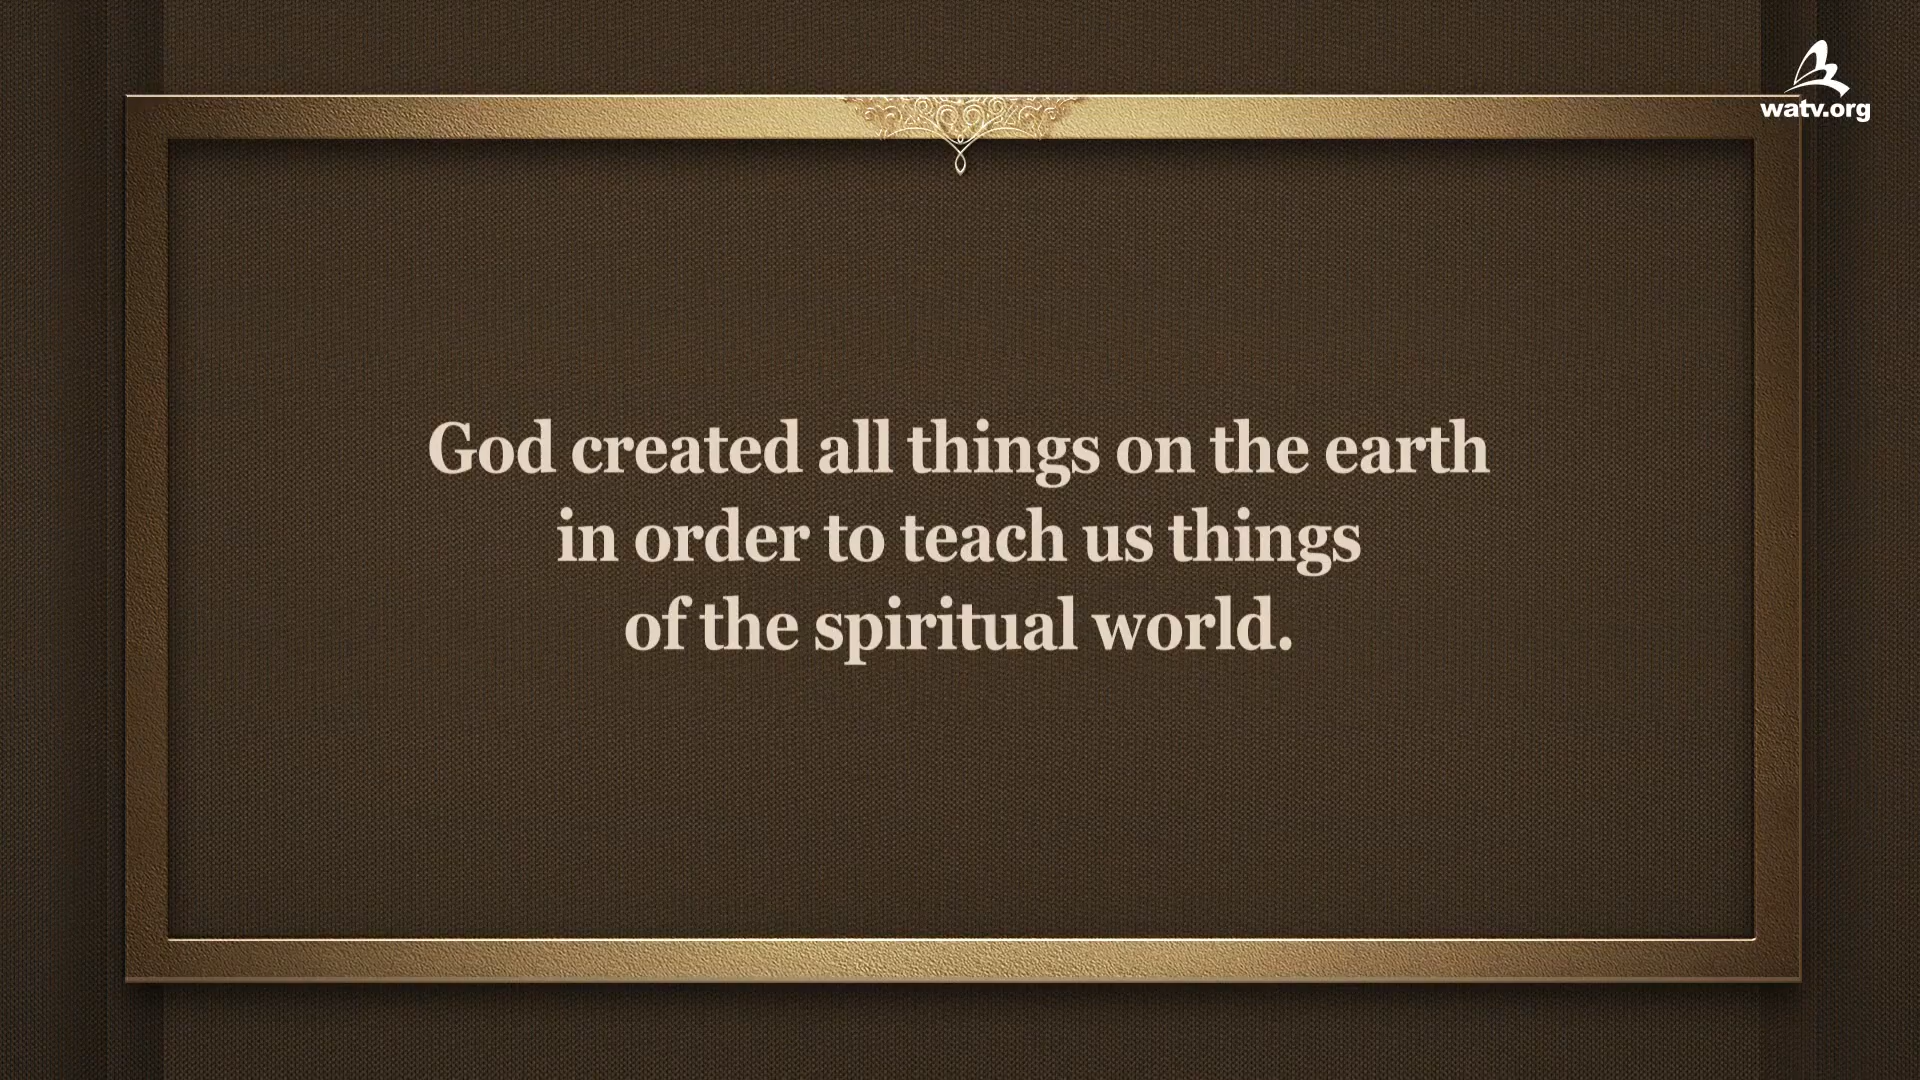 watv.org
God created all things on the earth
in order to teach us things
of the spiritual world.